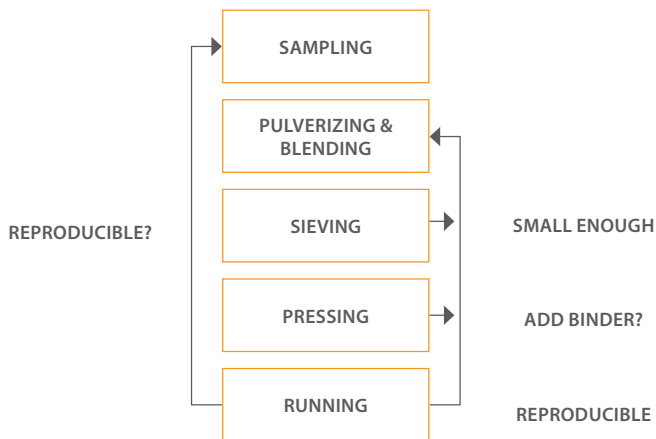 SAMPLING
PULVERIZING &
BLENDING
REPRODUCIBLE?
SIEVING
SMALL ENOUGH
PRESSING
ADD BINDER?
RUNNING
REPRODUCIBLE